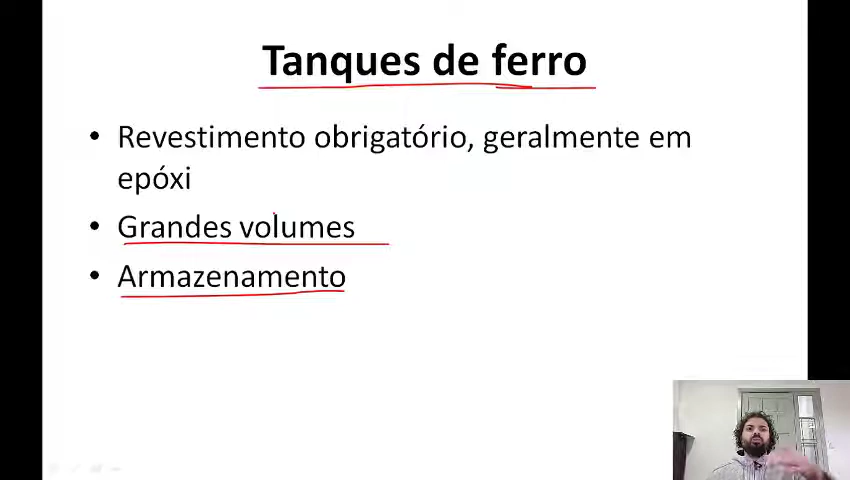 Tanques de ferro
• Revestimento obrigatório, geralmente em
epóxi
• Grandes volumes
• Armazenamento